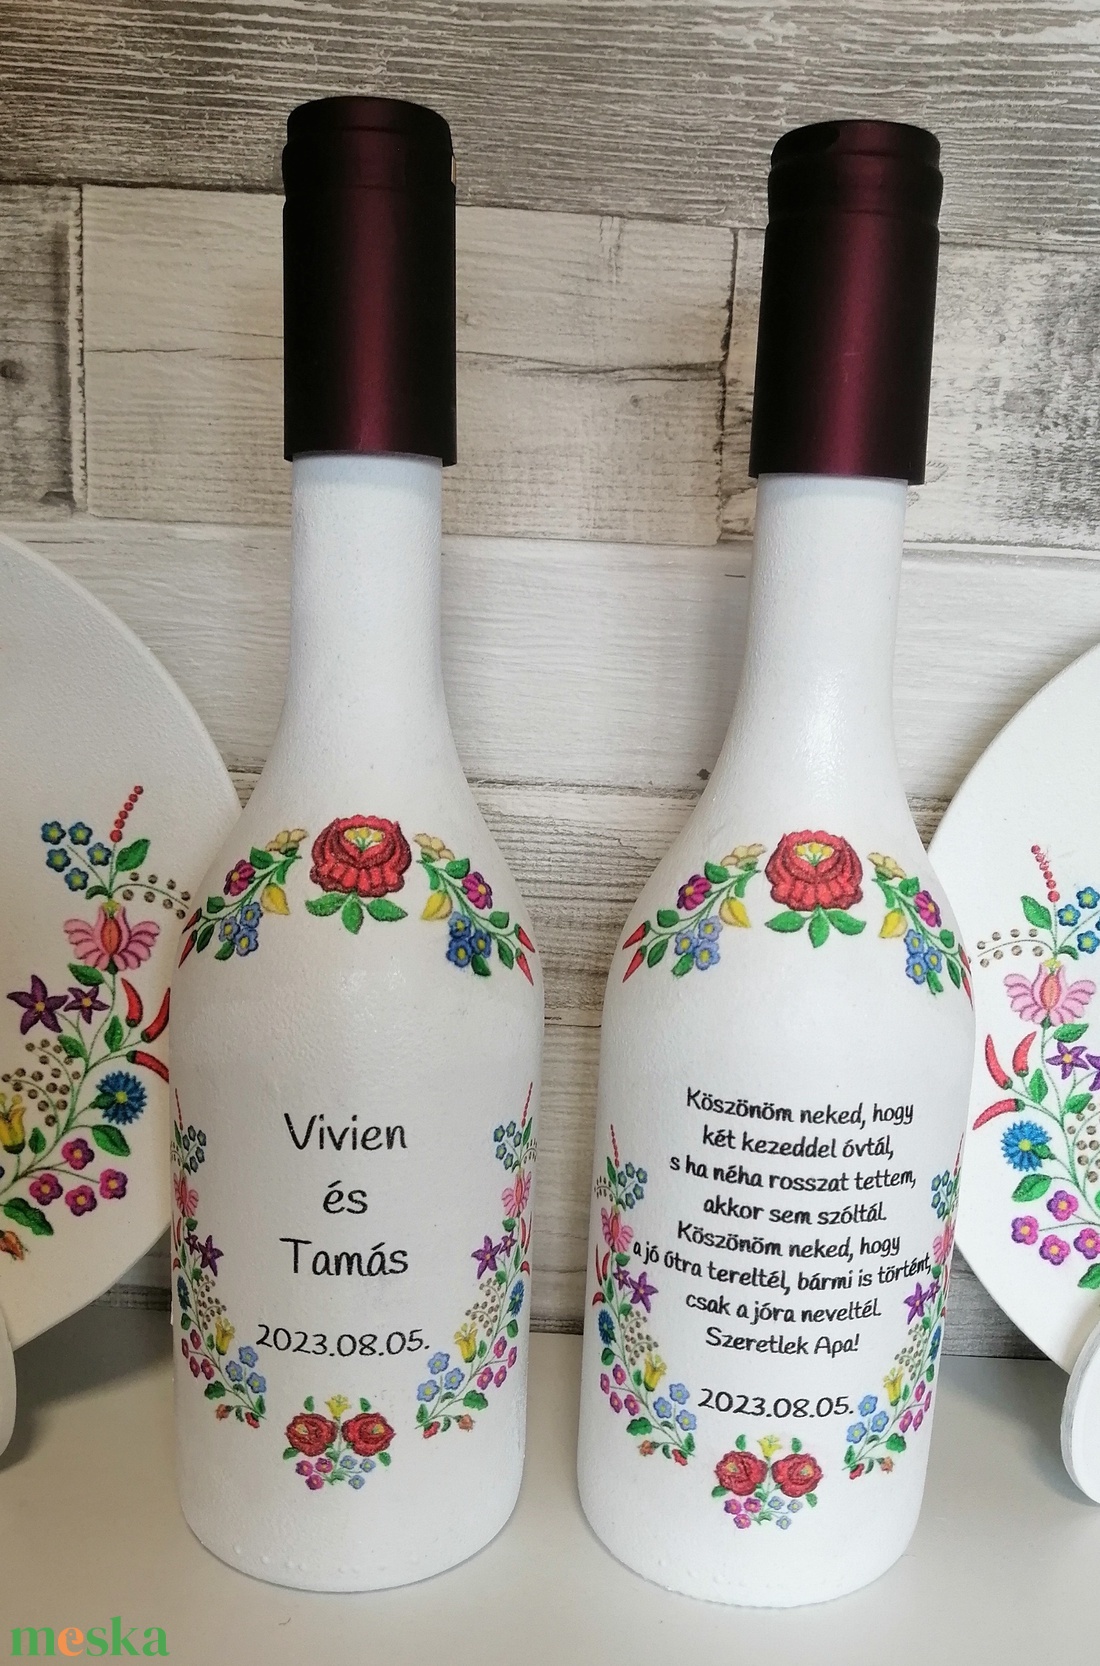 Vivien
és
Tamás
2023.08.05.
Köszönöm neked, hogy
két kezeddel óvtál,
s ha néha rosszat tettem,
akkor sem szóltál.
Köszönöm neked, hogy
a jó útra tereltél, bármi is történt,
csak a jóra neveltél.
Szeretlek Apa!
2023.08.05.
meska